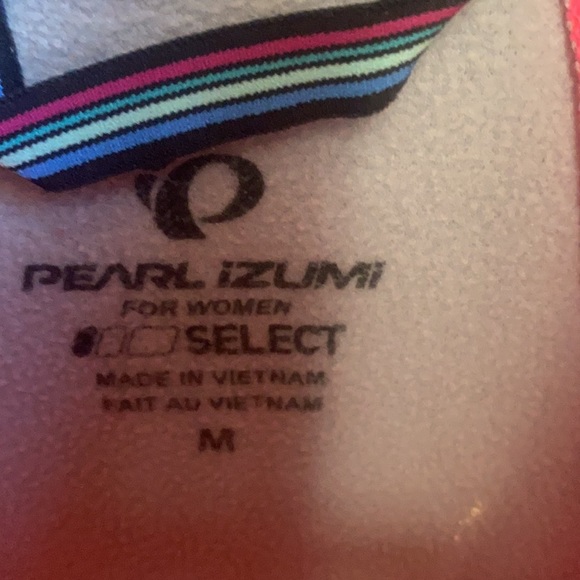 PEARL iZUMi
FOR WOMEN
SELECT
MADE IN VIETNAM
FAIT AU VIETNAM
M